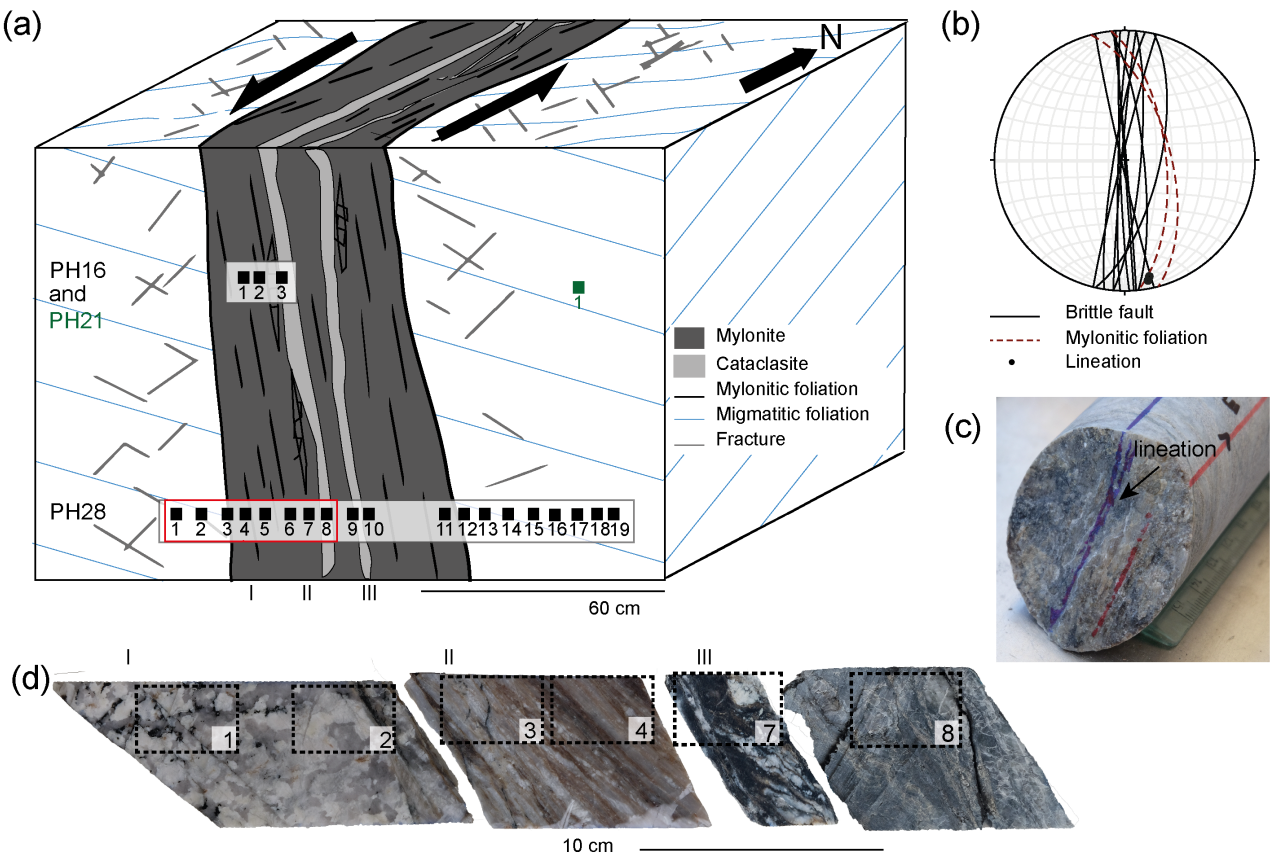 (a)
N
PH16
and
PH21
1 2 3
1
Mylonite
Cataclasite
Mylonitic foliation
Migmatitic foliation
Fracture
PH28
1 2 3 4 5 6 7 8 9 10 11 12 13 14 15 16 17 18 19
I II III
60 cm
(b)
Brittle fault
Mylonitic foliation
Lineation
(c)
lineation
(d)
I II III
1 2 3 4 7 8
10 cm